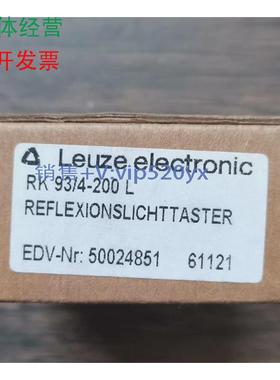 体经营
开发票
Leuze electronic
RK 93/4-200 L
销售+V:vip520yx
REFLEXIONSLICHTTASTER
EDV-Nr: 50024851 61121